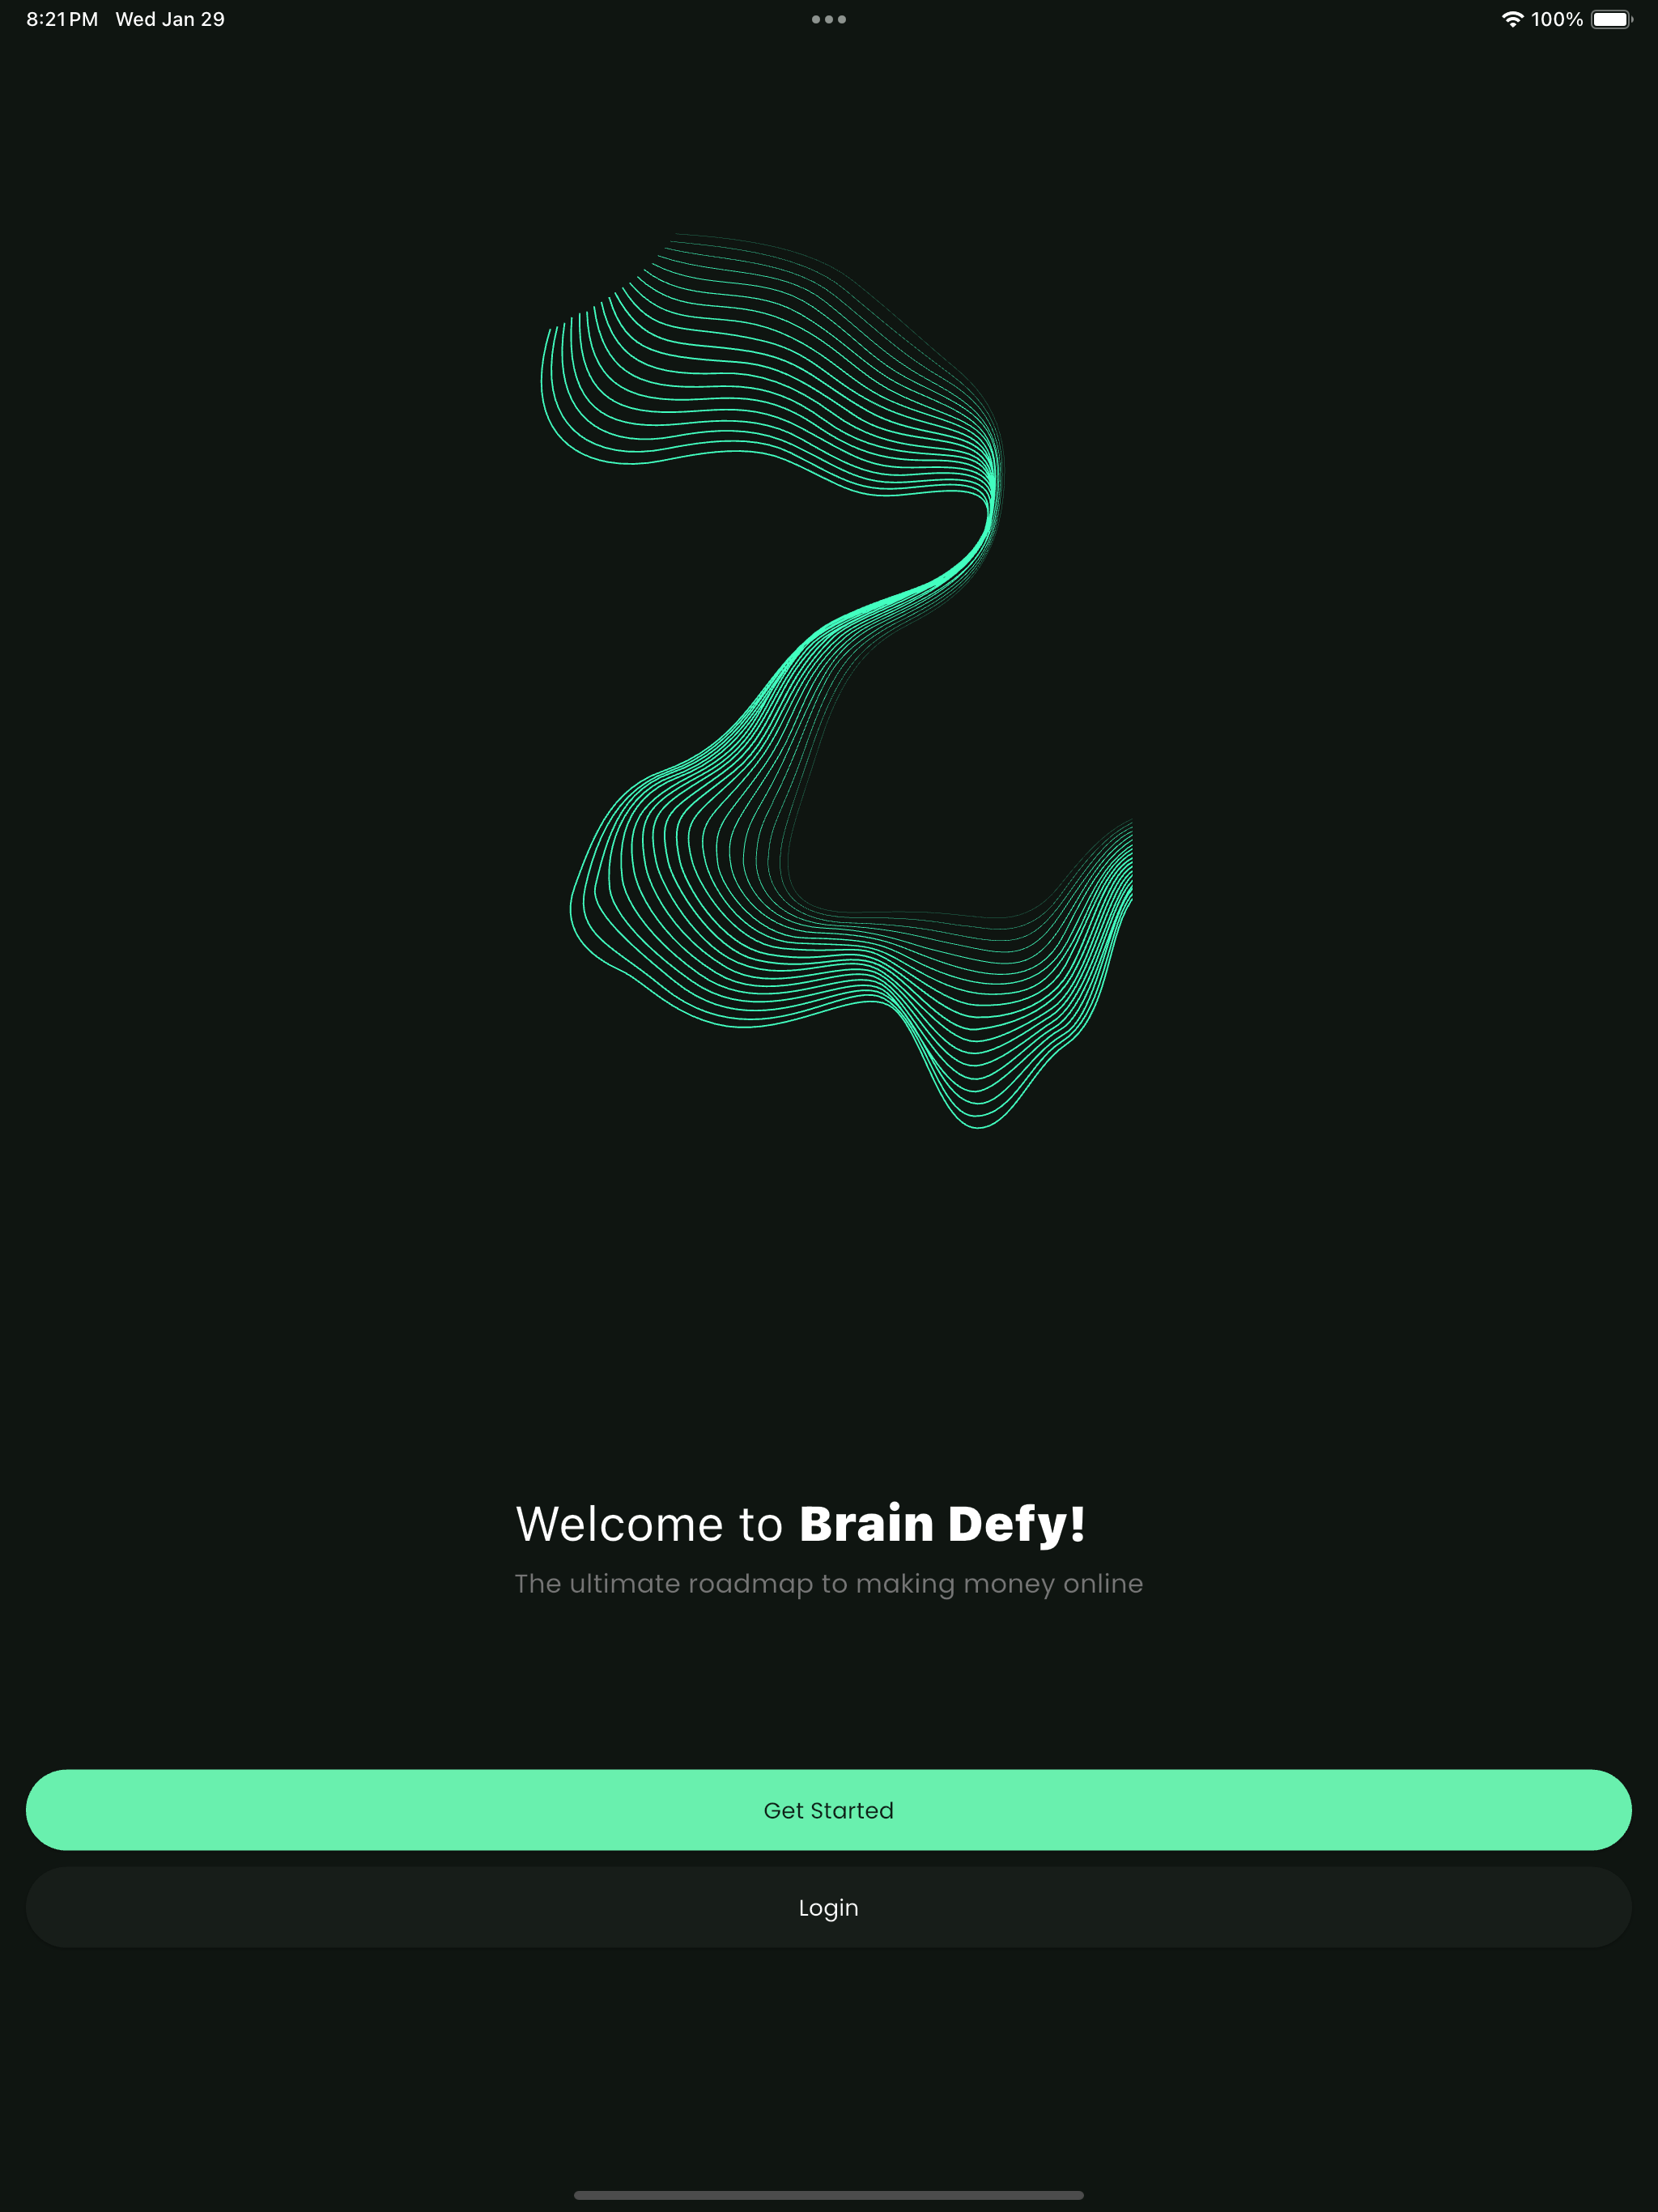 8:21 PM Wed Jan 29
100%
Welcome to Brain Defy!
The ultimate roadmap to making money online
Get Started
Login